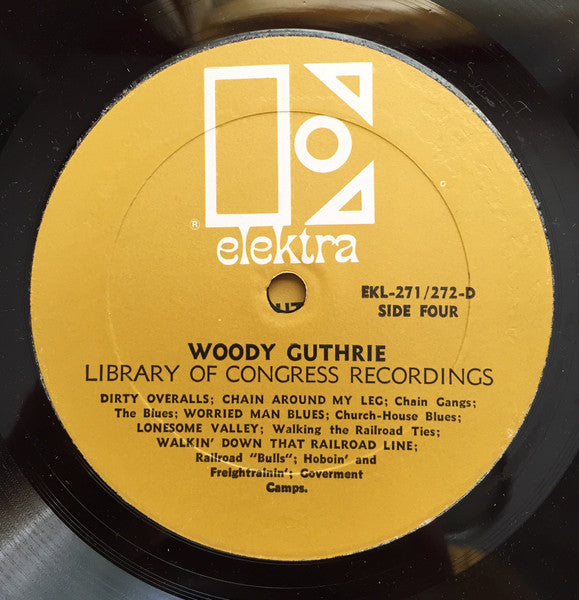 ®
elektra
EKL-271/272-D
SIDE FOUR
WOODY GUTHRIE
LIBRARY OF CONGRESS RECORDINGS
DIRTY OVERALLS; CHAIN AROUND MY LEG; Chain Gangs;
The Blues; WORRIED MAN BLUES; Church-House Blues;
LONESOME VALLEY; Walking the Railroad Ties;
WALKIN' DOWN THAT RAILROAD LINE;
Railroad "Bulls"; Hoboin' and
Freightrainin'; Goverment
Camps.